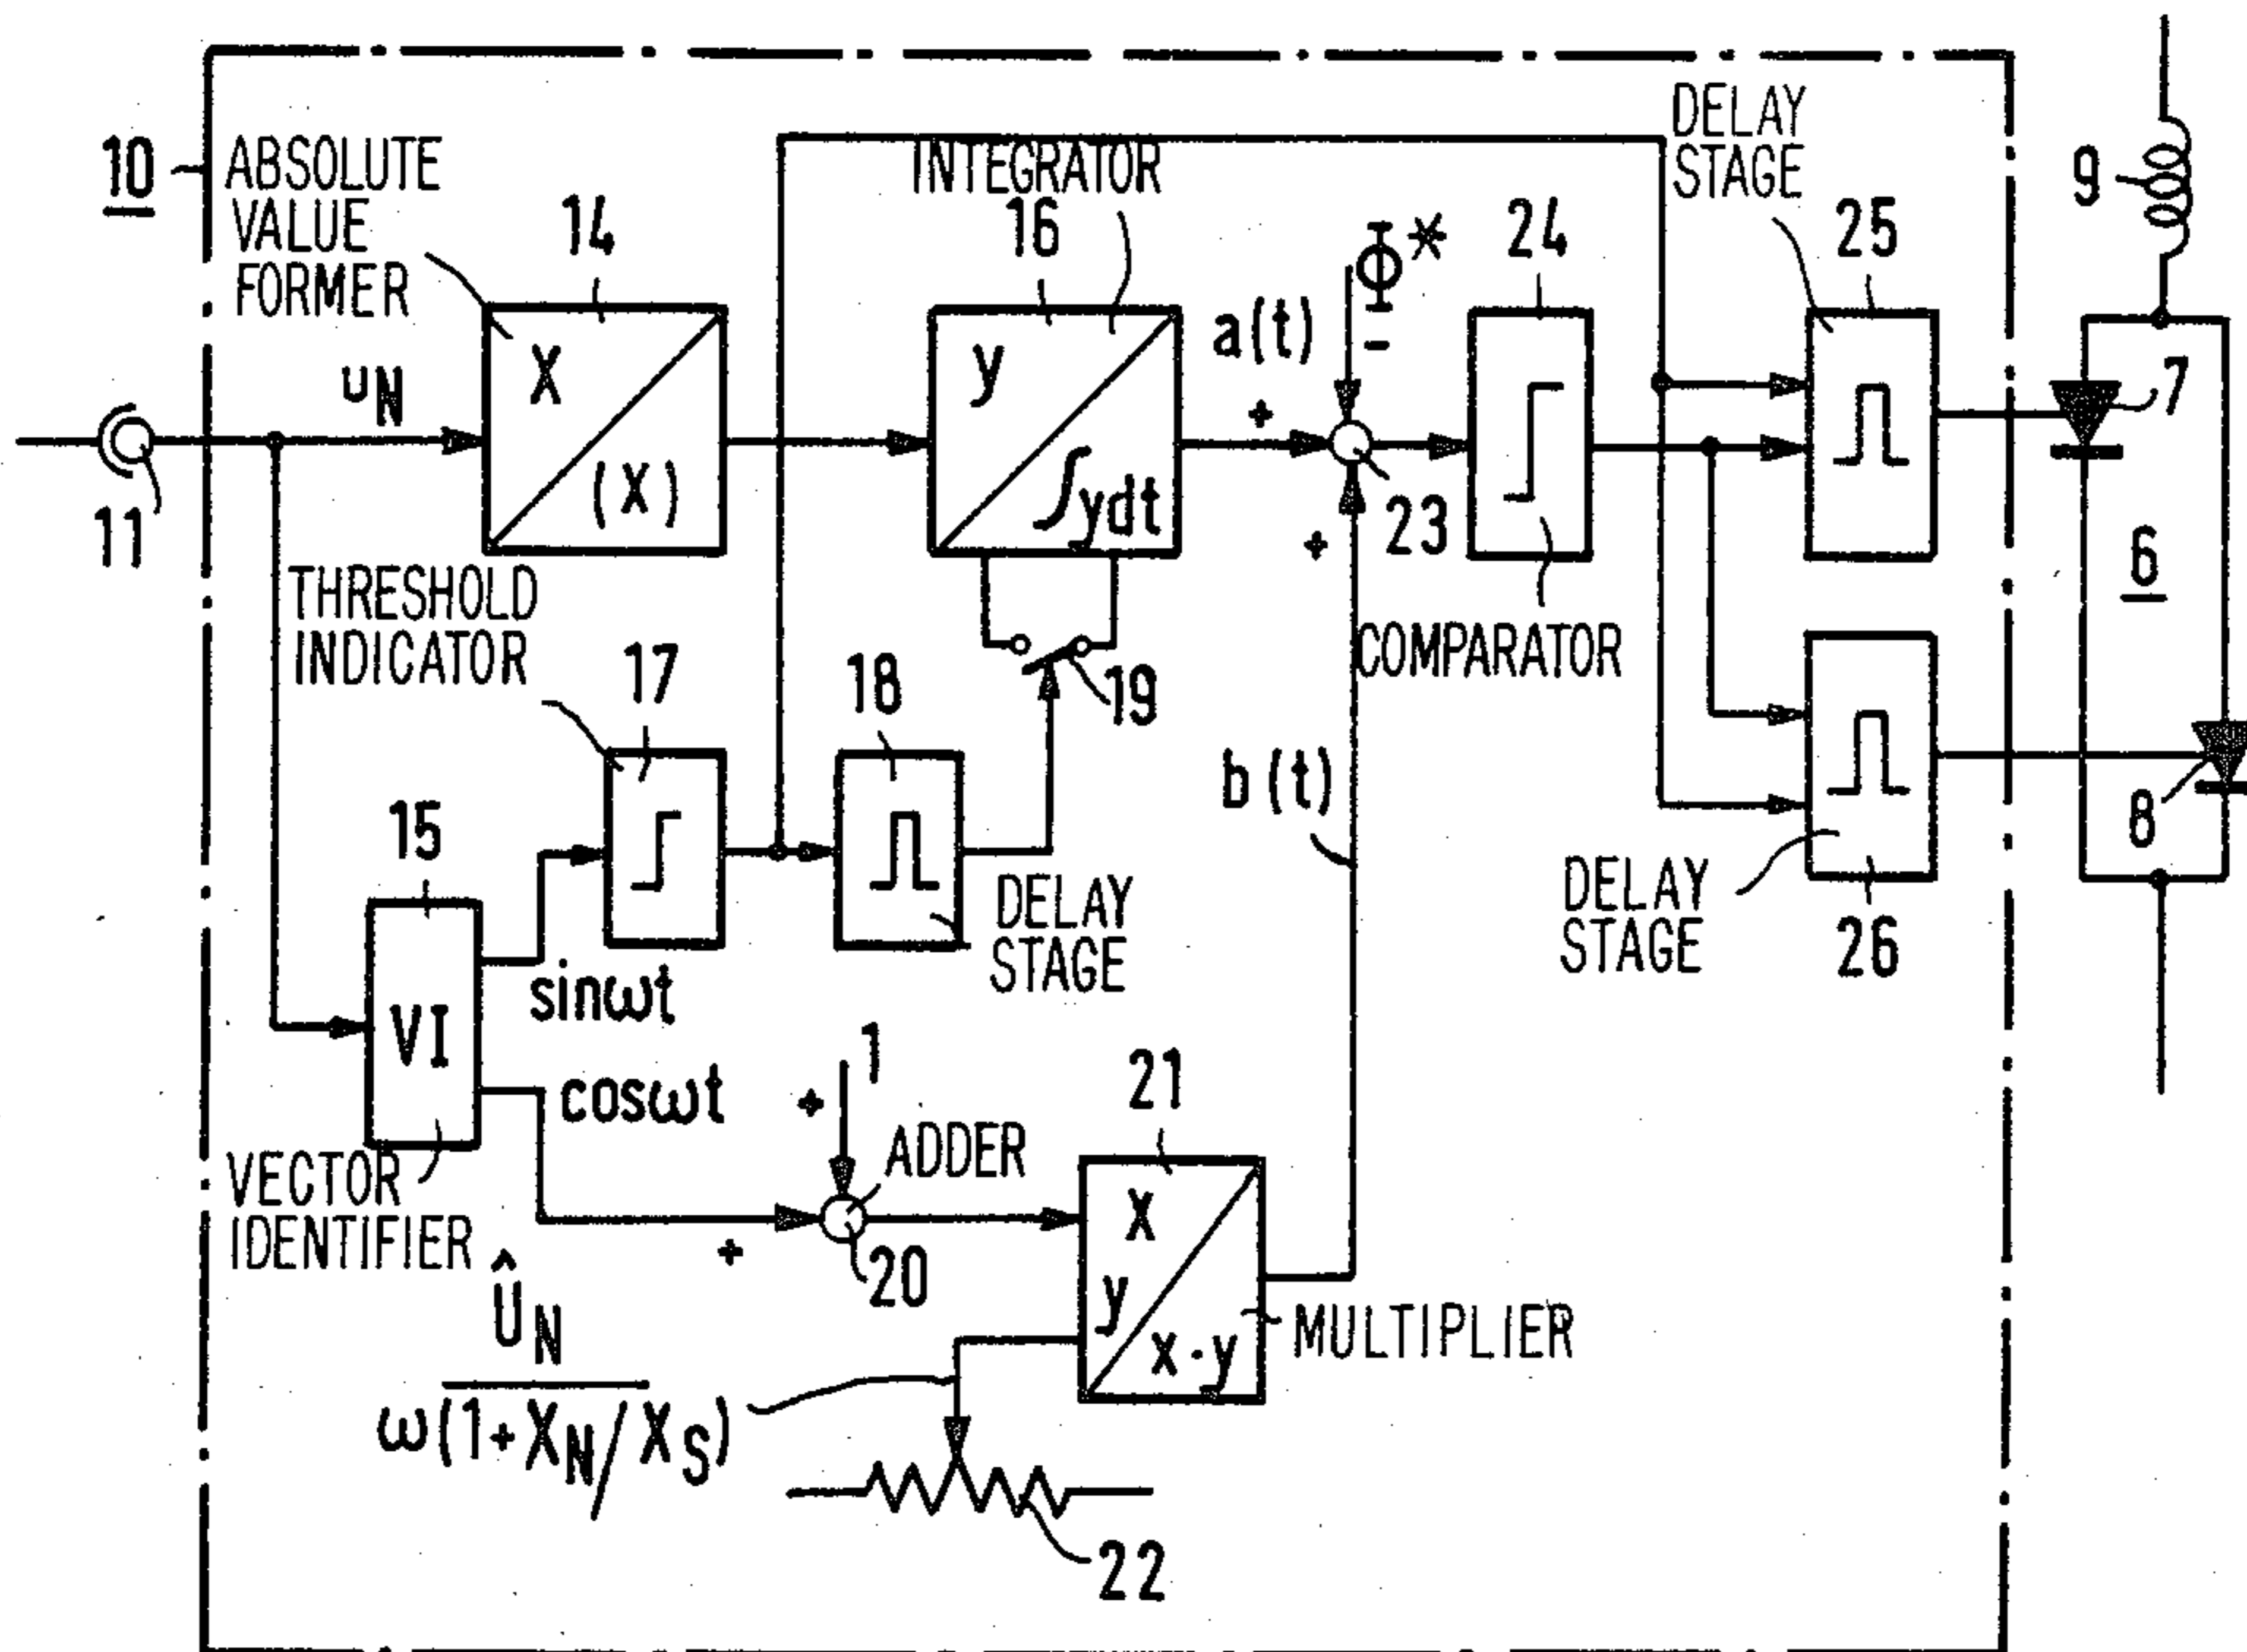 10
ABSOLUTE
VALUE
FORMER
14
X
(X)
uN
11
INTEGRATOR
16
y
∫ydt
a(t)
+
Φ*
-
23
+
24
COMPARATOR
DELAY
STAGE
25
9
7
6
8
THRESHOLD
INDICATOR
17
18
19
DELAY
STAGE
b(t)
DELAY
STAGE
26
15
VI
sinωt
cosωt
VECTOR
IDENTIFIER
+
1
ADDER
+
20
21
X
y
x·y
MULTIPLIER
ÛN
ω(1+XN/XS)
22